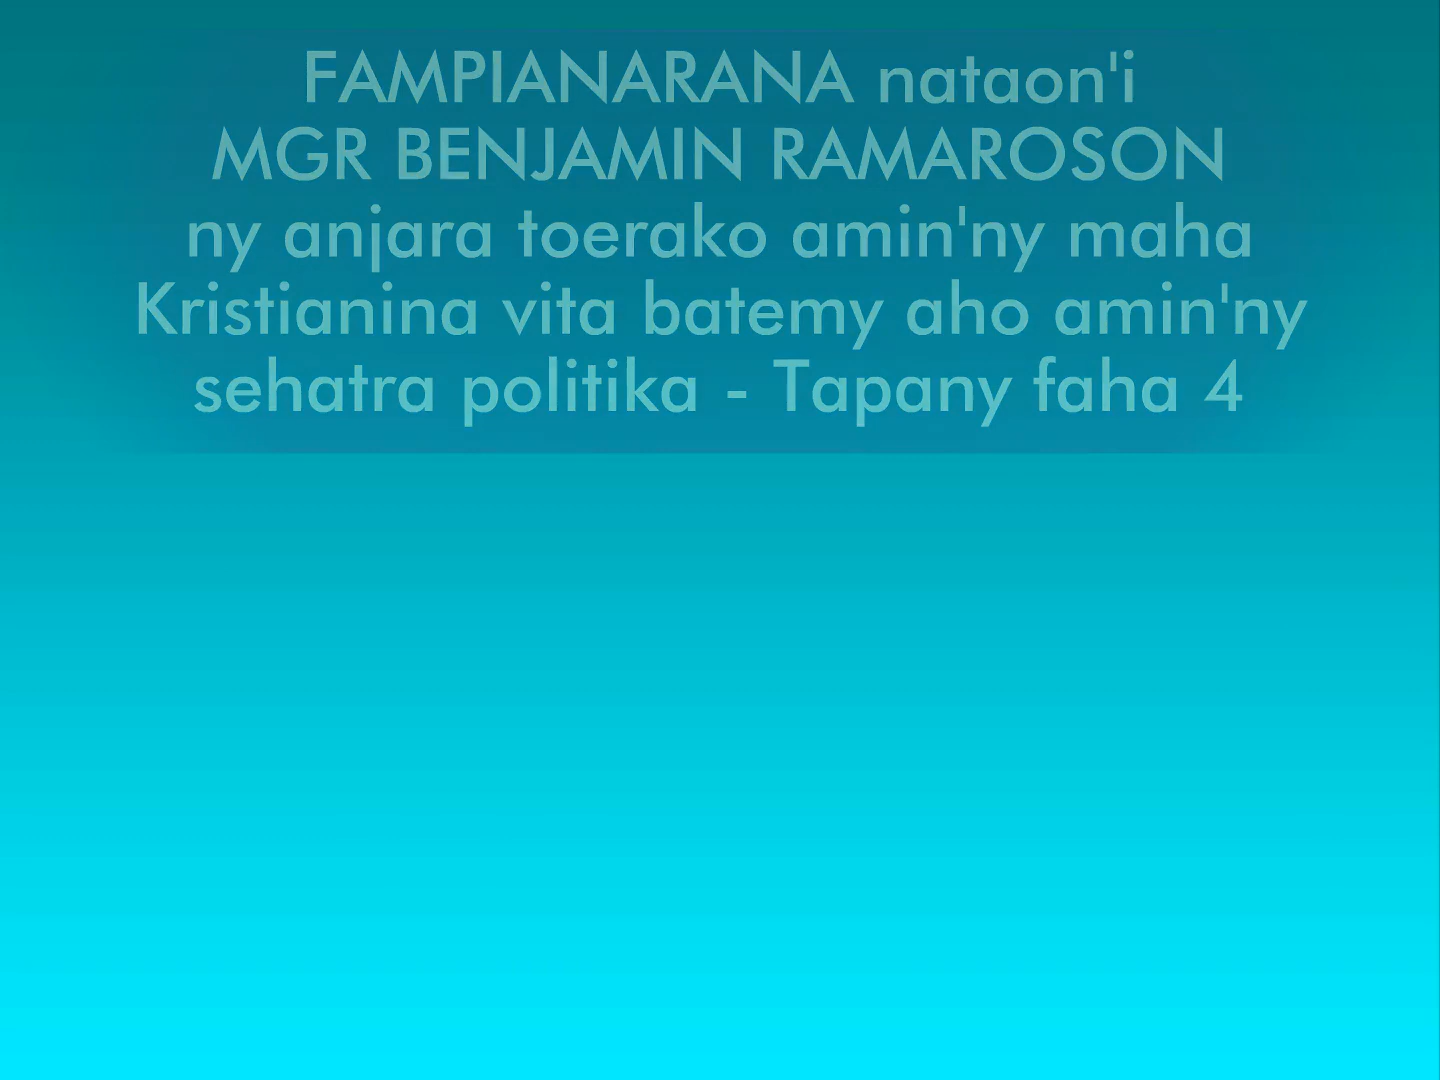 FAMPIANARANA nataon'i
MGR BENJAMIN RAMAROSON
ny anjara toerako amin'ny maha
Kristianina vita batemy aho amin'ny
sehatra politika - Tapany faha 4